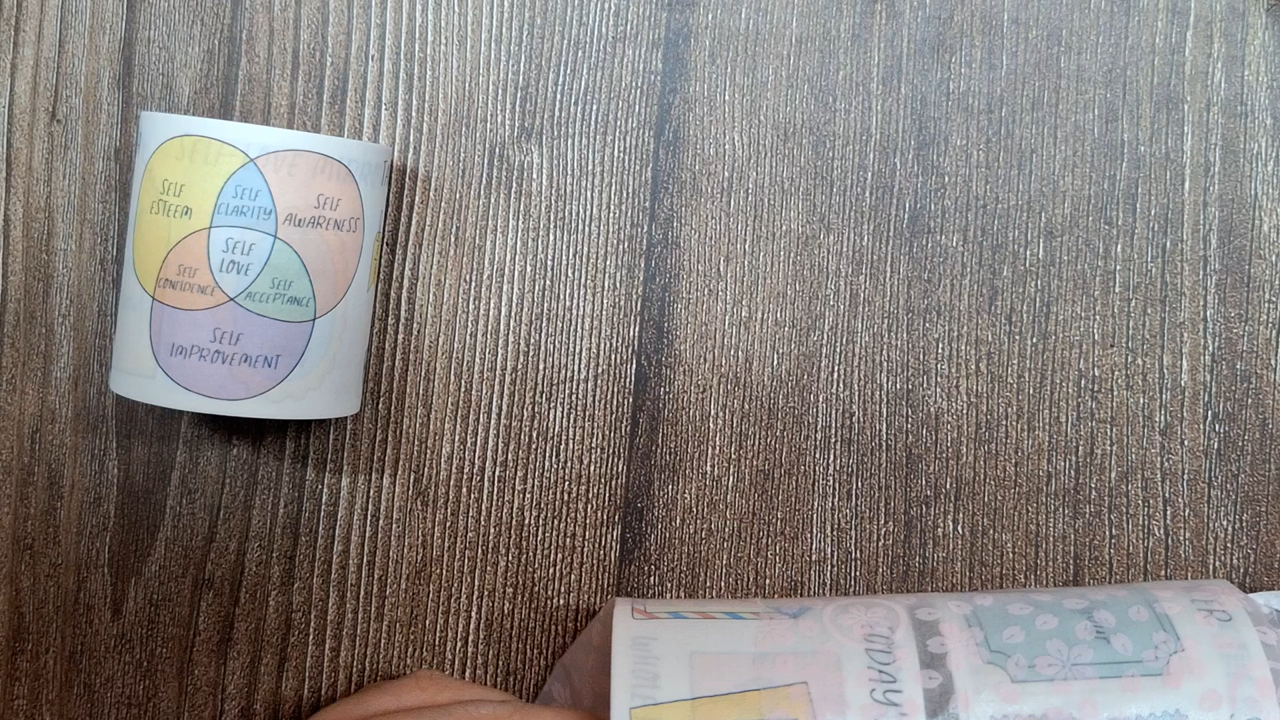 SELF
ESTEEM
SELF
CLARITY
SELF
AWARENESS
SELF
LOVE
SELF
CONFIDENCE
SELF
ACCEPTANCE
SELF
IMPROVEMENT
TODAY'